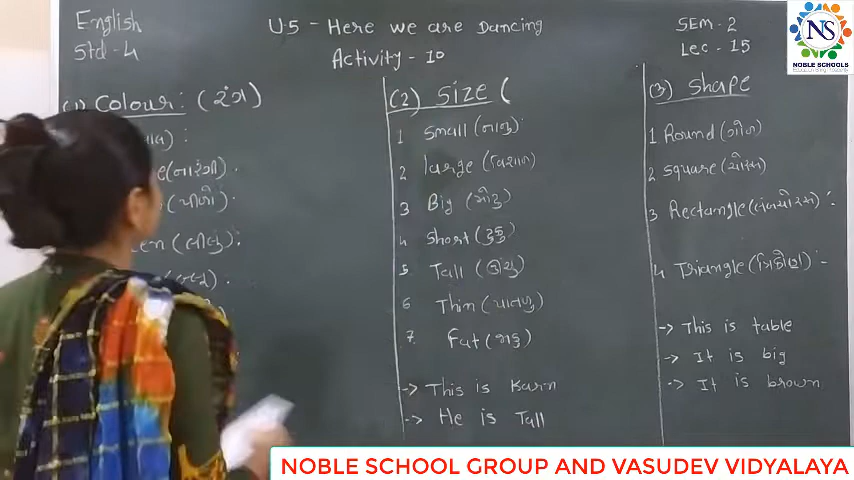 English
Std - 4
U.5 - Here we are Dancing
Activity - 10
SEM - 2
Lec - 15
NS
NOBLE SCHOOLS
(1) Colour: (રંગ)
(નારંગી).
(પીળો).
(લીલું):
(2) Size (
1 Small (નાનું)
2 large (વિશાળ)
3 Big (મોટું)
4 Short (ટૂંકું)
5 Tall (ઊંચું)
6 Thin (પાતળું)
7. Fat (જાડું)
-> This is Karn
-> He is Tall
(3) Shape
1 Round (ગોળ)
2 Square (ચોરસ)
3 Rectangle (લંબચોરસ):
4 Triangle (ત્રિકોણ):-
-> This is table
-> It is big
-> It is brown
NOBLE SCHOOL GROUP AND VASUDEV VIDYALAYA